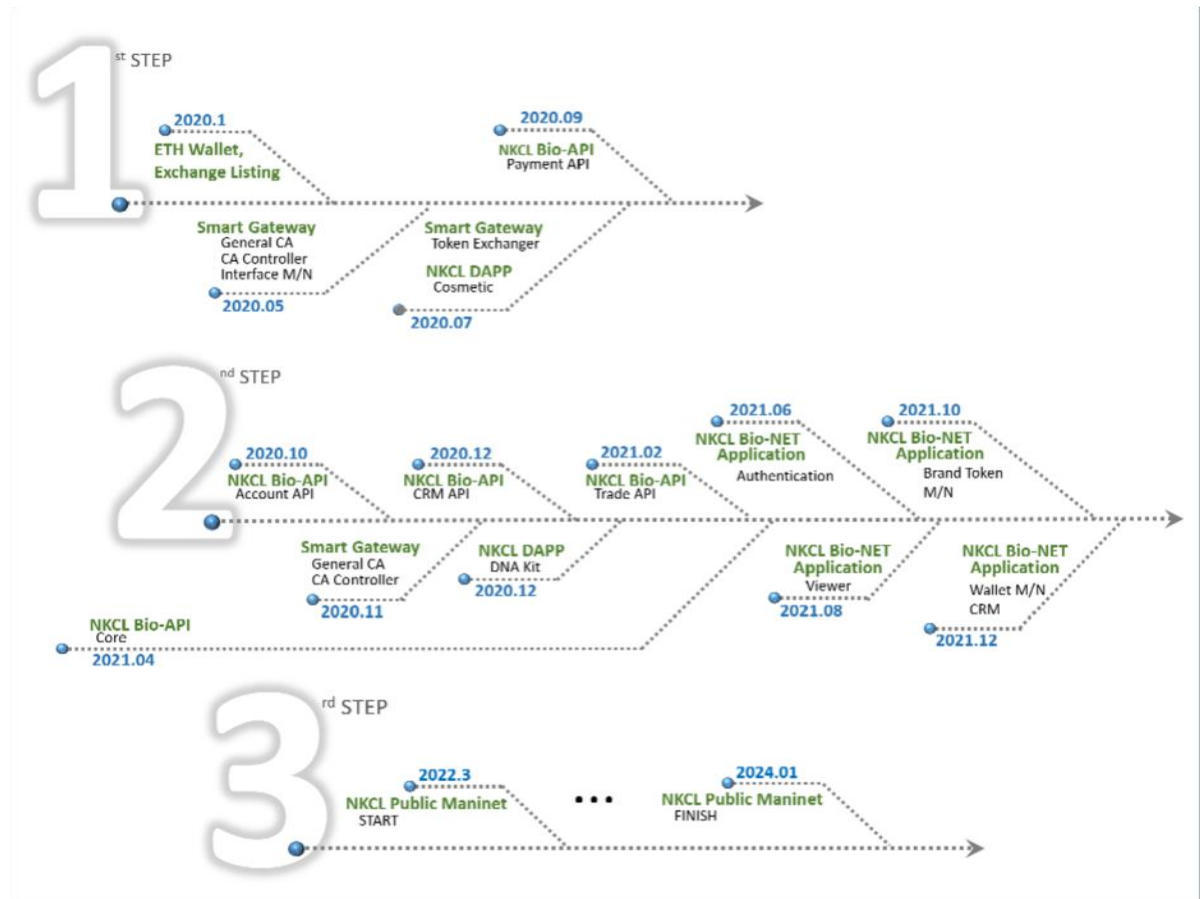 1st STEP
2020.1
ETH Wallet,
Exchange Listing
2020.09
NKCL Bio-API
Payment API
Smart Gateway
General CA
CA Controller
Interface M/N
2020.05
Smart Gateway
Token Exchanger
NKCL DAPP
Cosmetic
2020.07
2nd STEP
2020.10
NKCL Bio-API
Account API
2020.12
NKCL Bio-API
CRM API
2021.02
NKCL Bio-API
Trade API
2021.06
NKCL Bio-NET
Application
Authentication
2021.10
NKCL Bio-NET
Application
Brand Token
M/N
Smart Gateway
General CA
CA Controller
2020.11
NKCL DAPP
DNA Kit
2020.12
NKCL Bio-API
Core
2021.04
NKCL Bio-NET
Application
Viewer
2021.08
NKCL Bio-NET
Application
Wallet M/N
CRM
2021.12
3rd STEP
2022.3
NKCL Public Maninet
START
...
2024.01
NKCL Public Maninet
FINISH